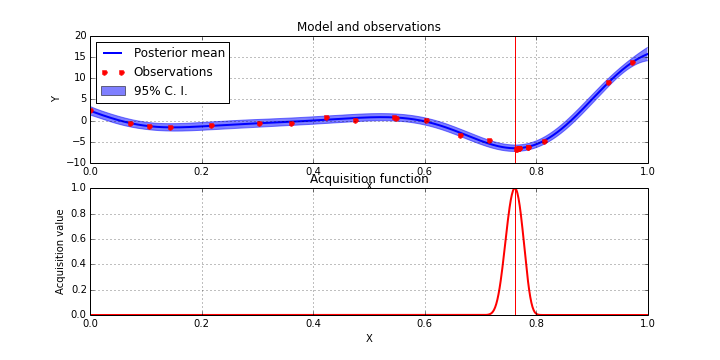 Model and observations
20
15
10
5
0
−5
−10
Y
Posterior mean
Observations
95% C. I.
0.0 0.2 0.4 0.6 0.8 1.0
X
Acquisition function
1.0
0.8
0.6
0.4
0.2
0.0
Acquisition value
0.0 0.2 0.4 0.6 0.8 1.0
X